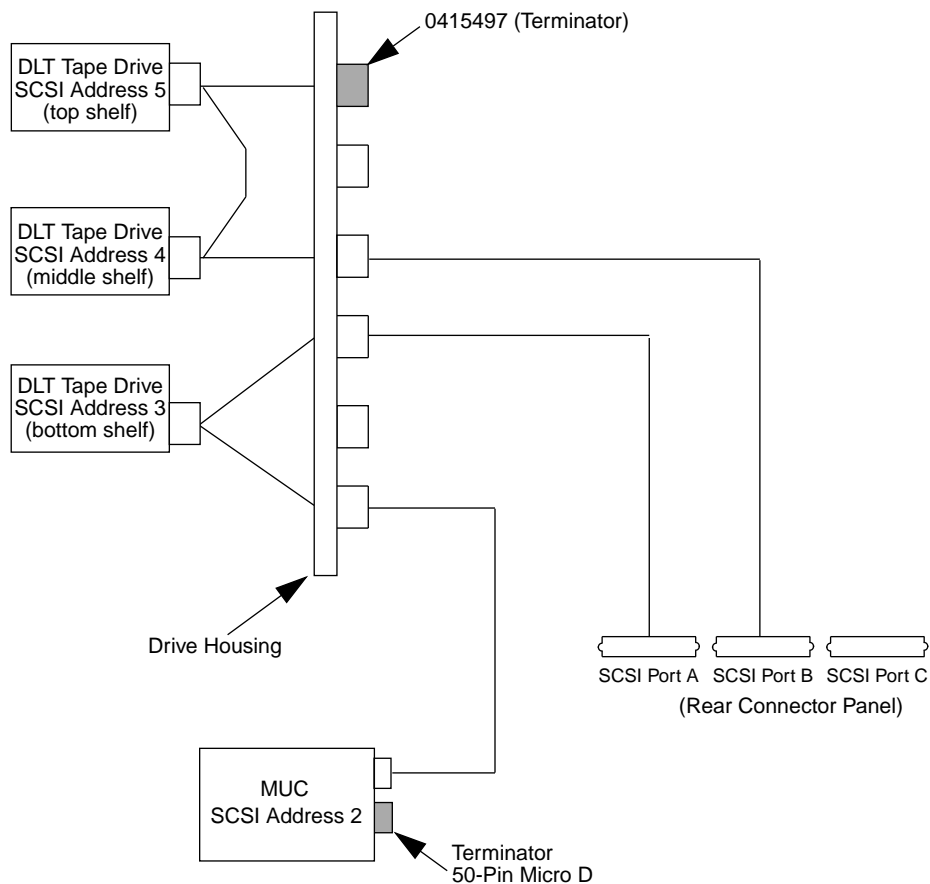 0415497 (Terminator)
DLT Tape Drive
SCSI Address 5
(top shelf)
DLT Tape Drive
SCSI Address 4
(middle shelf)
DLT Tape Drive
SCSI Address 3
(bottom shelf)
Drive Housing
SCSI Port A
SCSI Port B
SCSI Port C
(Rear Connector Panel)
MUC
SCSI Address 2
Terminator
50-Pin Micro D